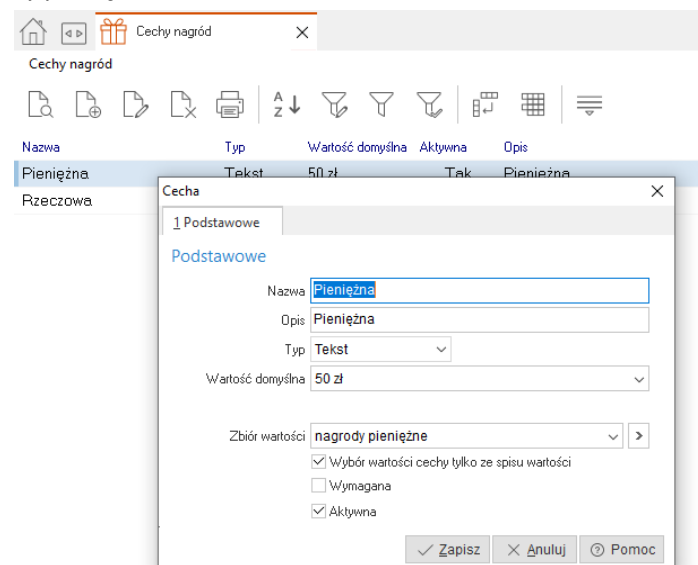 Cechy nagród
Cechy nagród
Nazwa Typ Wartość domyślna Aktywna Opis
Pieniężna Tekst 50 zł Tak Pieniężna
Rzeczowa
Cecha
1 Podstawowe
Podstawowe
Nazwa Pieniężna
Opis Pieniężna
Typ Tekst
Wartość domyślna 50 zł
Zbiór wartości nagrody pieniężne
Wybór wartości cechy tylko ze spisu wartości
Wymagana
Aktywna
Zapisz Anuluj Pomoc